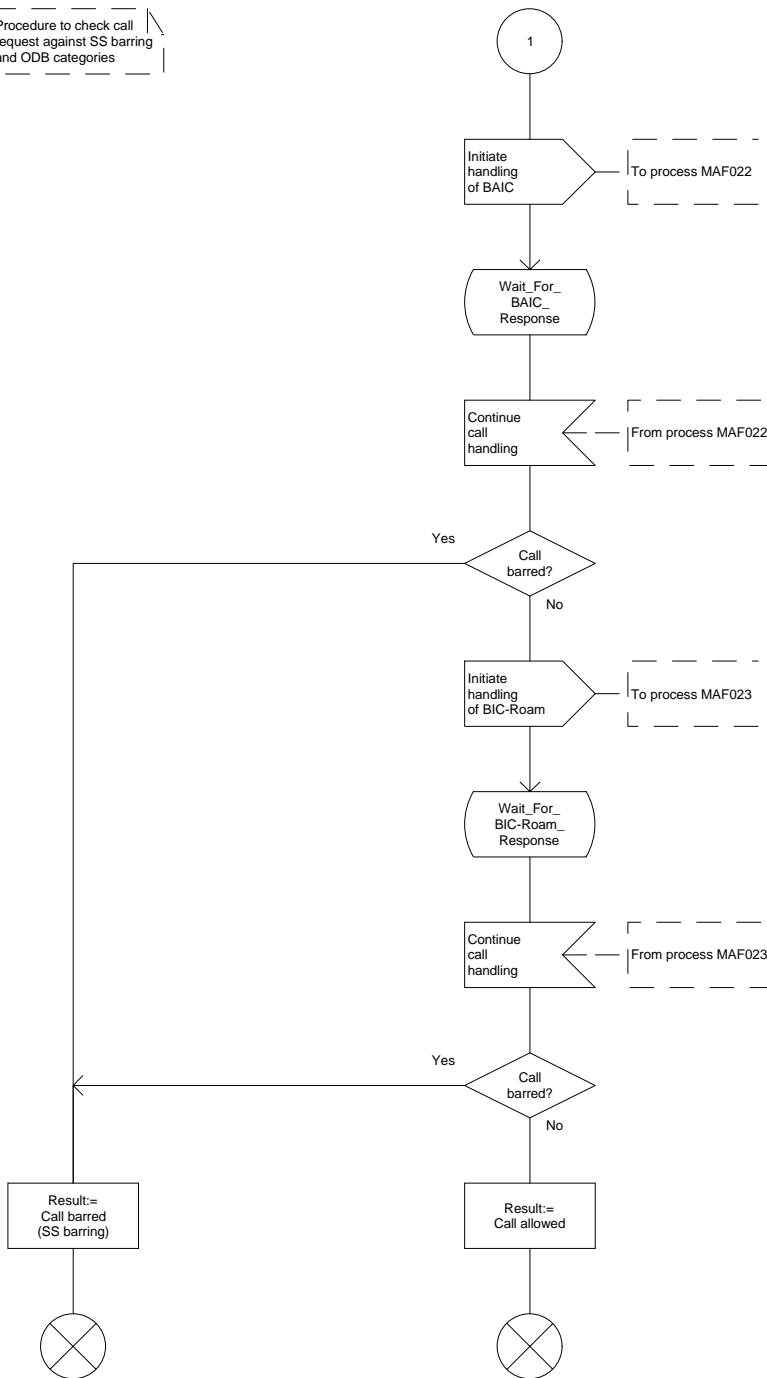 Procedure to check call
request against SS barring
and ODB categories
1
Initiate
handling
of BAIC
To process MAF022
Wait_For_
BAIC_
Response
Continue
call
handling
From process MAF022
Yes
Call
barred?
No
Initiate
handling
of BIC-Roam
To process MAF023
Wait_For_
BIC-Roam_
Response
Continue
call
handling
From process MAF023
Yes
Call
barred?
No
Result:=
Call barred
(SS barring)
Result:=
Call allowed